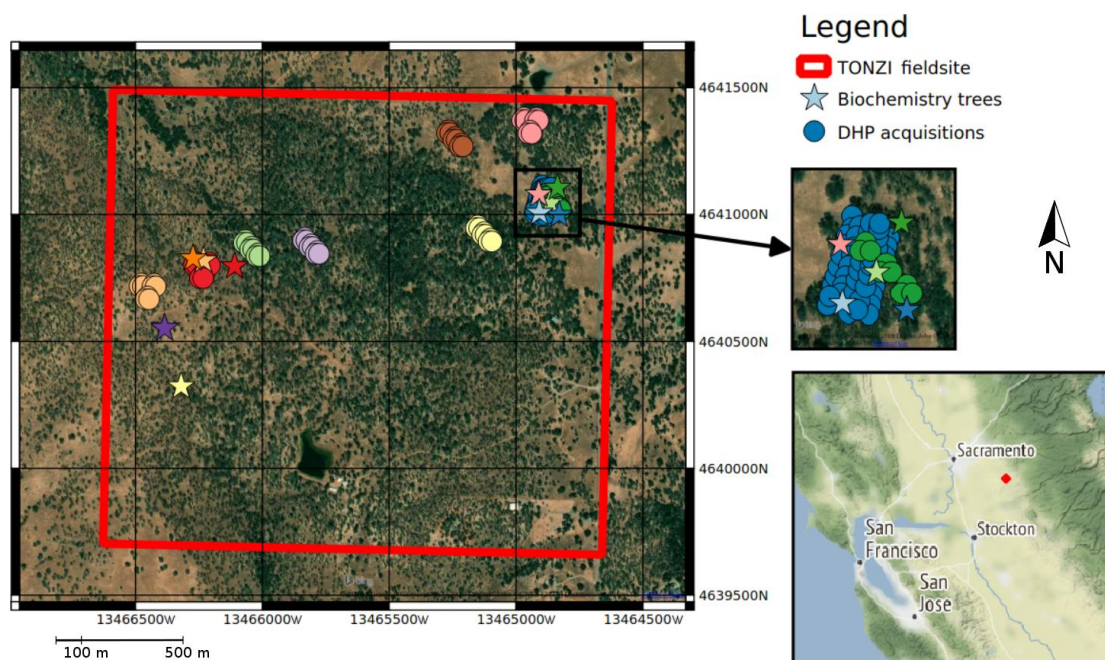 Legend
TONZI fieldsite
Biochemistry trees
DHP acquisitions
4641500N
4641000N
4640500N
4640000N
4639500N
13466500W
13466000W
13465500W
13465000W
13464500W
100 m
500 m
N
Sacramento
Stockton
San
Francisco
San
Jose